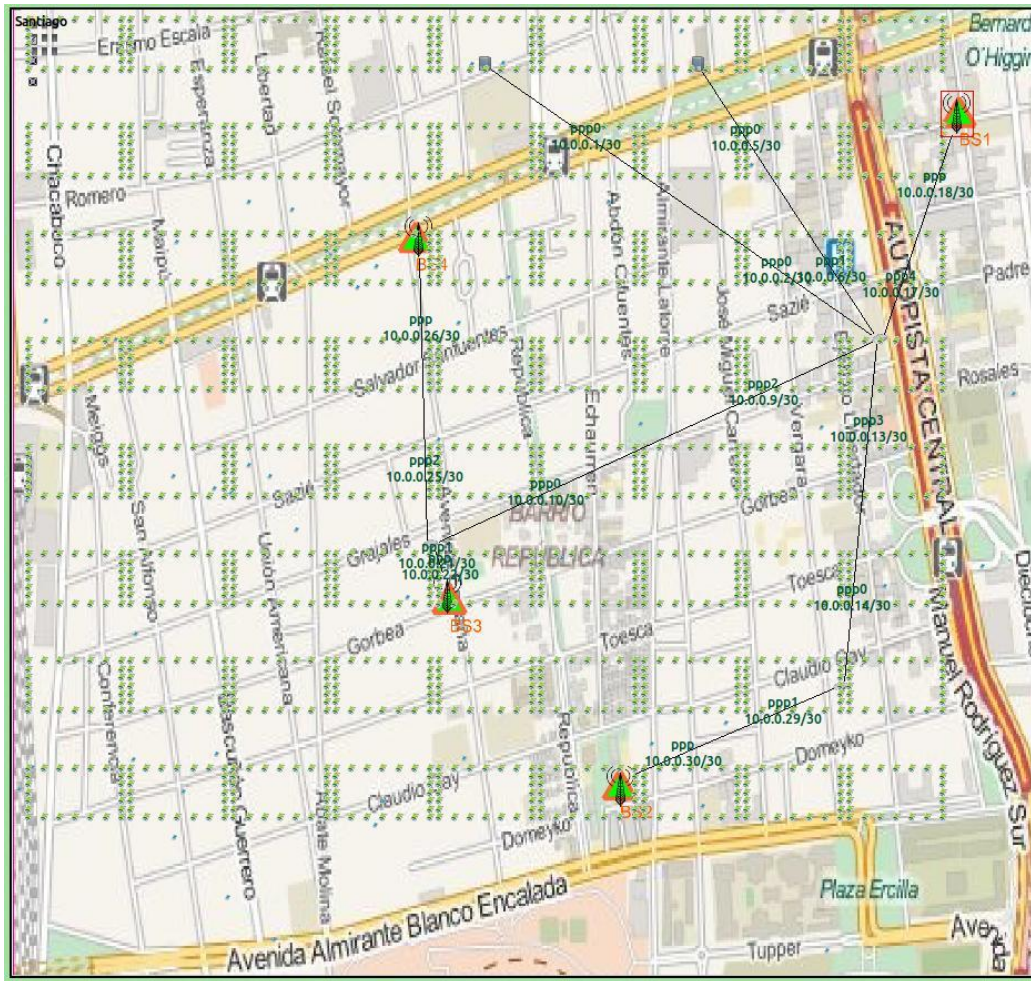 Santiago
Bernard
O'Higgin
Erasmo Escala
Esperanza
Libertad
Rafael Sotomayor
ppp0
10.0.0.1/30
ppp0
10.0.0.5/30
BS1
ppp
10.0.0.18/30
Chacabuco
Romero
Maipú
Abdón Cifuentes
Almirante Latorre
AUTOPISTA CENTRAL
BS4
ppp0
10.0.0.2/30
ppp1
10.0.0.6/30
ppp4
10.0.0.17/30
Padre
Sazié
José Miguel Carrera
ppp
10.0.0.26/30
Salvador Sanfuentes
República
Rosales
Meiggs
Echaurren
ppp2
10.0.0.9/30
Vergara
ppp3
10.0.0.13/30
ppp2
10.0.0.25/30
ppp0
10.0.0.10/30
Sazié
San Alfonso
Gorbea
BARRIO
REPÚBLICA
Grajales
Unión Americana
ppp1
ppp
Toesca
BS3
Gorbea
ppp0
10.0.0.14/30
Toesca
Manuel Rodríguez Sur
Claudio Gay
Conferencia
Bascuñán Guerrero
República
ppp1
10.0.0.29/30
ppp
10.0.0.30/30
Domeyko
Claudio Gay
BS2
Abate Molina
Domeyko
Plaza Ercilla
Avenida Almirante Blanco Encalada
Tupper
Avenida